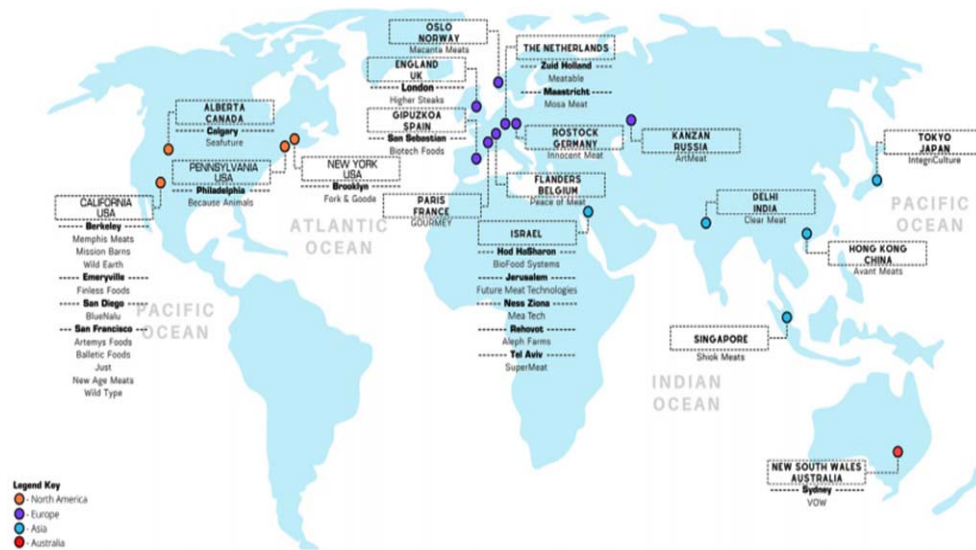 OSLO
NORWAY
Macanta Meats
ENGLAND
UK
London
Higher Steaks
GIPUZKOA
SPAIN
San Sebastian
Biotech Foods
THE NETHERLANDS
Zuid Holland
Meatable
Maastricht
Mosa Meat
ROSTOCK
GERMANY
Innocent Meat
KANZAN
RUSSIA
ArtMeat
FLANDERS
BELGIUM
Peace of Meat
PARIS
FRANCE
GOURMEY
ALBERTA
CANADA
Calgary
Seafuture
PENNSYLVANIA
USA
Philadelphia
Because Animals
NEW YORK
USA
Brooklyn
Fork & Goode
CALIFORNIA
USA
Berkeley
Memphis Meats
Mission Barns
Wild Earth
Emeryville
Finless Foods
San Diego
BlueNalu
San Francisco
Artemys Foods
Balletic Foods
Just
New Age Meats
Wild Type
ATLANTIC
OCEAN
PACIFIC
OCEAN
ISRAEL
Hod HaSharon
BioFood Systems
Jerusalem
Future Meat Technologies
Ness Ziona
Mea Tech
Rehovot
Aleph Farms
Tel Aviv
SuperMeat
TOKYO
JAPAN
IntegriCulture
DELHI
INDIA
Clear Meat
PACIFIC
OCEAN
HONG KONG
CHINA
Avant Meats
SINGAPORE
Shiok Meats
INDIAN
OCEAN
NEW SOUTH WALES
AUSTRALIA
Sydney
VOW
Legend Key
- North America
- Europe
- Asia
- Australia